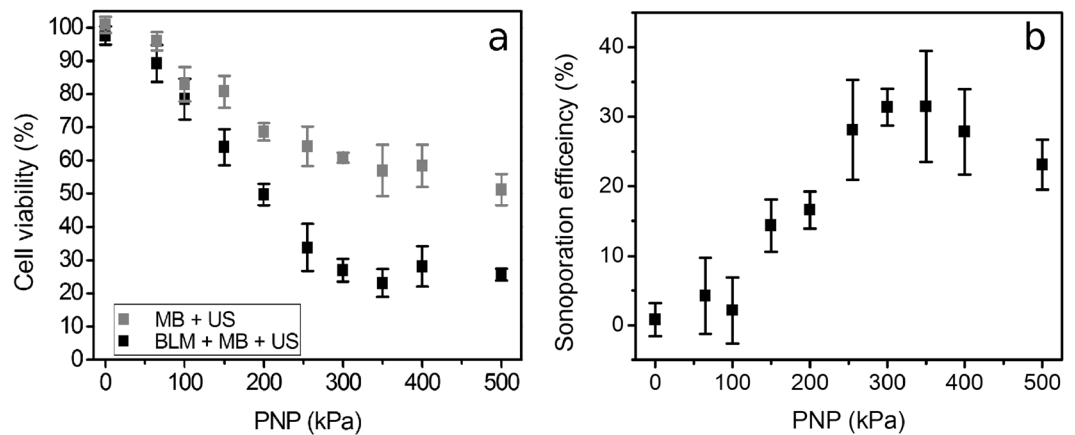 a
100
90
80
70
60
50
40
30
20
10
0
Cell viability (%)
MB + US
BLM + MB + US
0 100 200 300 400 500
PNP (kPa)
b
40
30
20
10
0
Sonoporation efficeincy (%)
0 100 200 300 400 500
PNP (kPa)